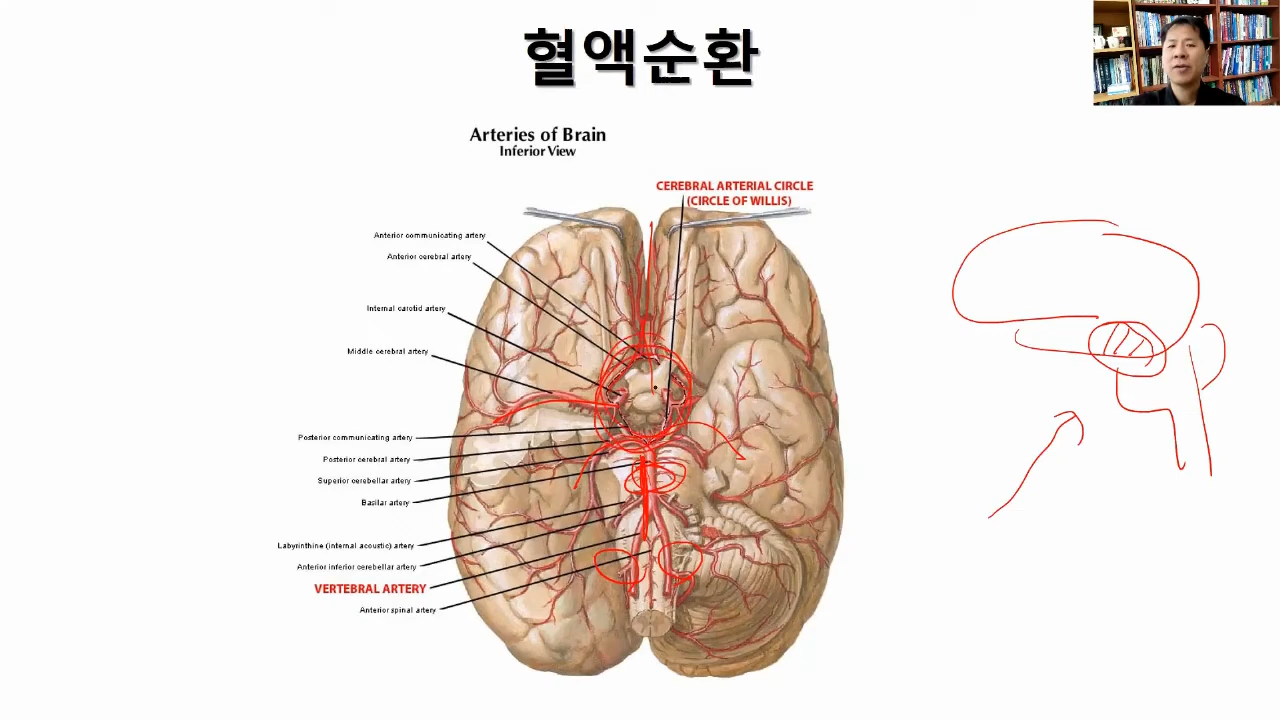 혈액순환
Arteries of Brain
Inferior View
CEREBRAL ARTERIAL CIRCLE
(CIRCLE OF WILLIS)
Anterior communicating artery
Anterior cerebral artery
Internal carotid artery
Middle cerebral artery
Posterior communicating artery
Posterior cerebral artery
Superior cerebellar artery
Basilar artery
Labyrinthine (internal acoustic) artery
Anterior inferior cerebellar artery
VERTEBRAL ARTERY
Anterior spinal artery